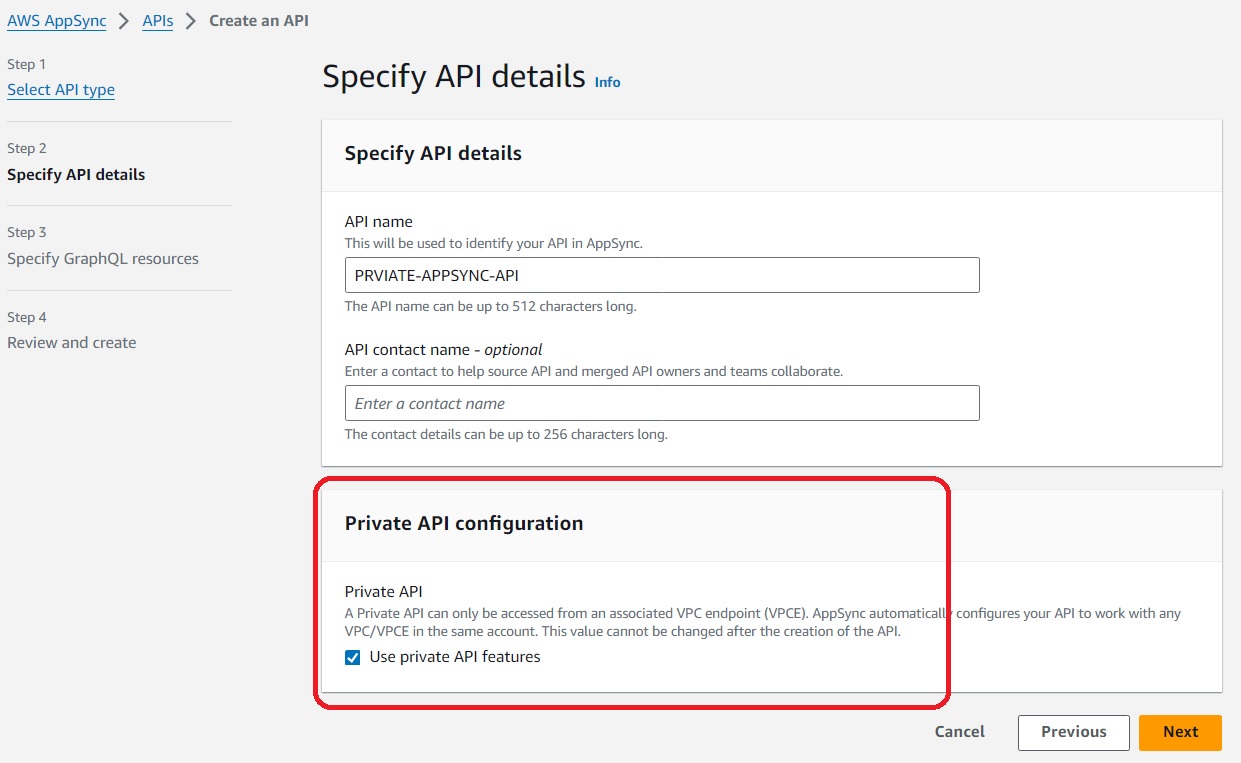 AWS AppSync > APIs > Create an API
Step 1
Select API type
Step 2
Specify API details
Step 3
Specify GraphQL resources
Step 4
Review and create
Specify API details Info
Specify API details
API name
This will be used to identify your API in AppSync.
PRVIATE-APPSYNC-API
The API name can be up to 512 characters long.
API contact name - optional
Enter a contact to help source API and merged API owners and teams collaborate.
Enter a contact name
The contact details can be up to 256 characters long.
Private API configuration
Private API
A Private API can only be accessed from an associated VPC endpoint (VPCE). AppSync automatically configures your API to work with any
VPC/VPCE in the same account. This value cannot be changed after the creation of the API.
Use private API features
Cancel Previous Next